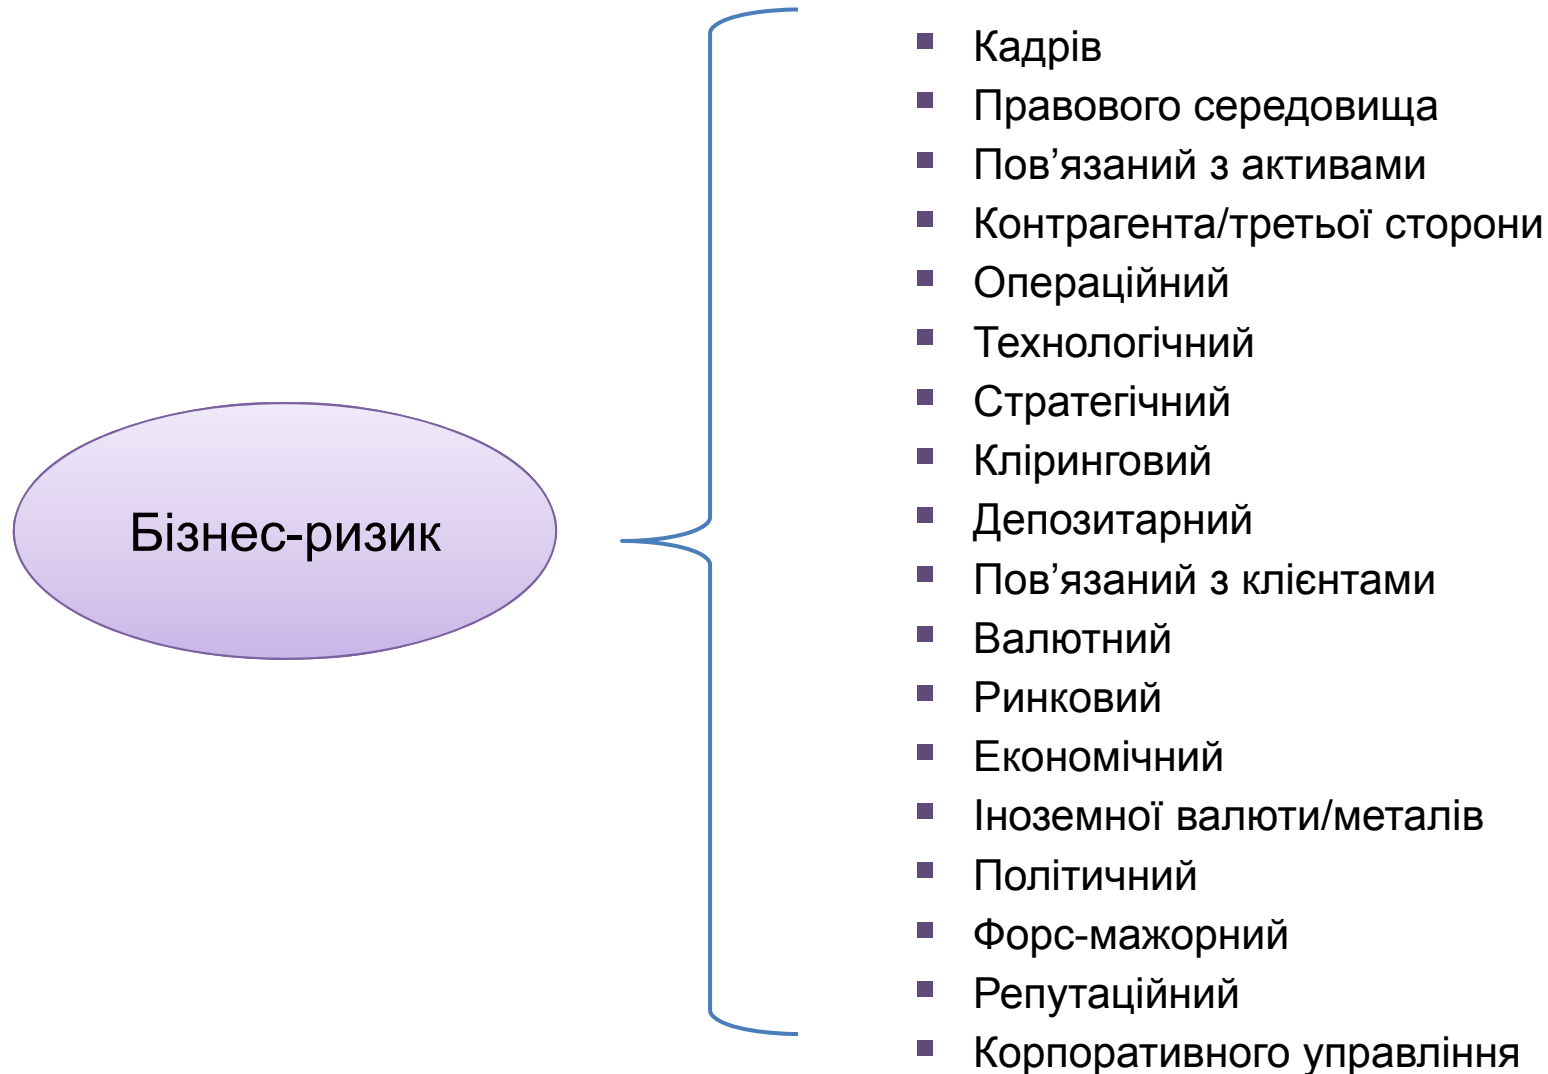 Бізнес-ризик
Кадрів
Правового середовища
Пов’язаний з активами
Контрагента/третьої сторони
Операційний
Технологічний
Стратегічний
Кліринговий
Депозитарний
Пов’язаний з клієнтами
Валютний
Ринковий
Економічний
Іноземної валюти/металів
Політичний
Форс-мажорний
Репутаційний
Корпоративного управління